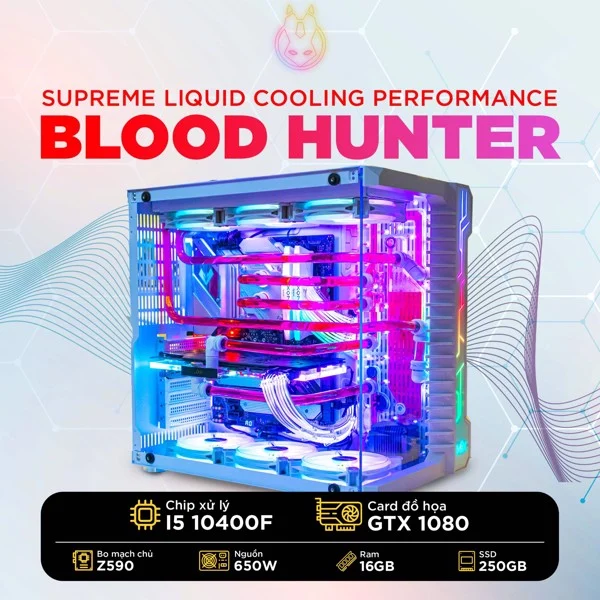 SUPREME LIQUID COOLING PERFORMANCE
BLOOD HUNTER
Chip xử lý
I5 10400F
Card đồ họa
GTX 1080
Bo mạch chủ
Z590
Nguồn
650W
Ram
16GB
SSD
250GB